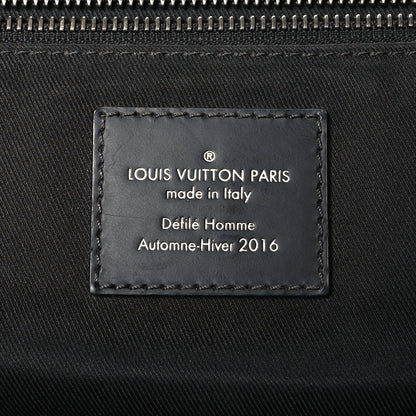 ®
LOUIS VUITTON PARIS
made in Italy
Défilé Homme
Automne-Hiver 2016